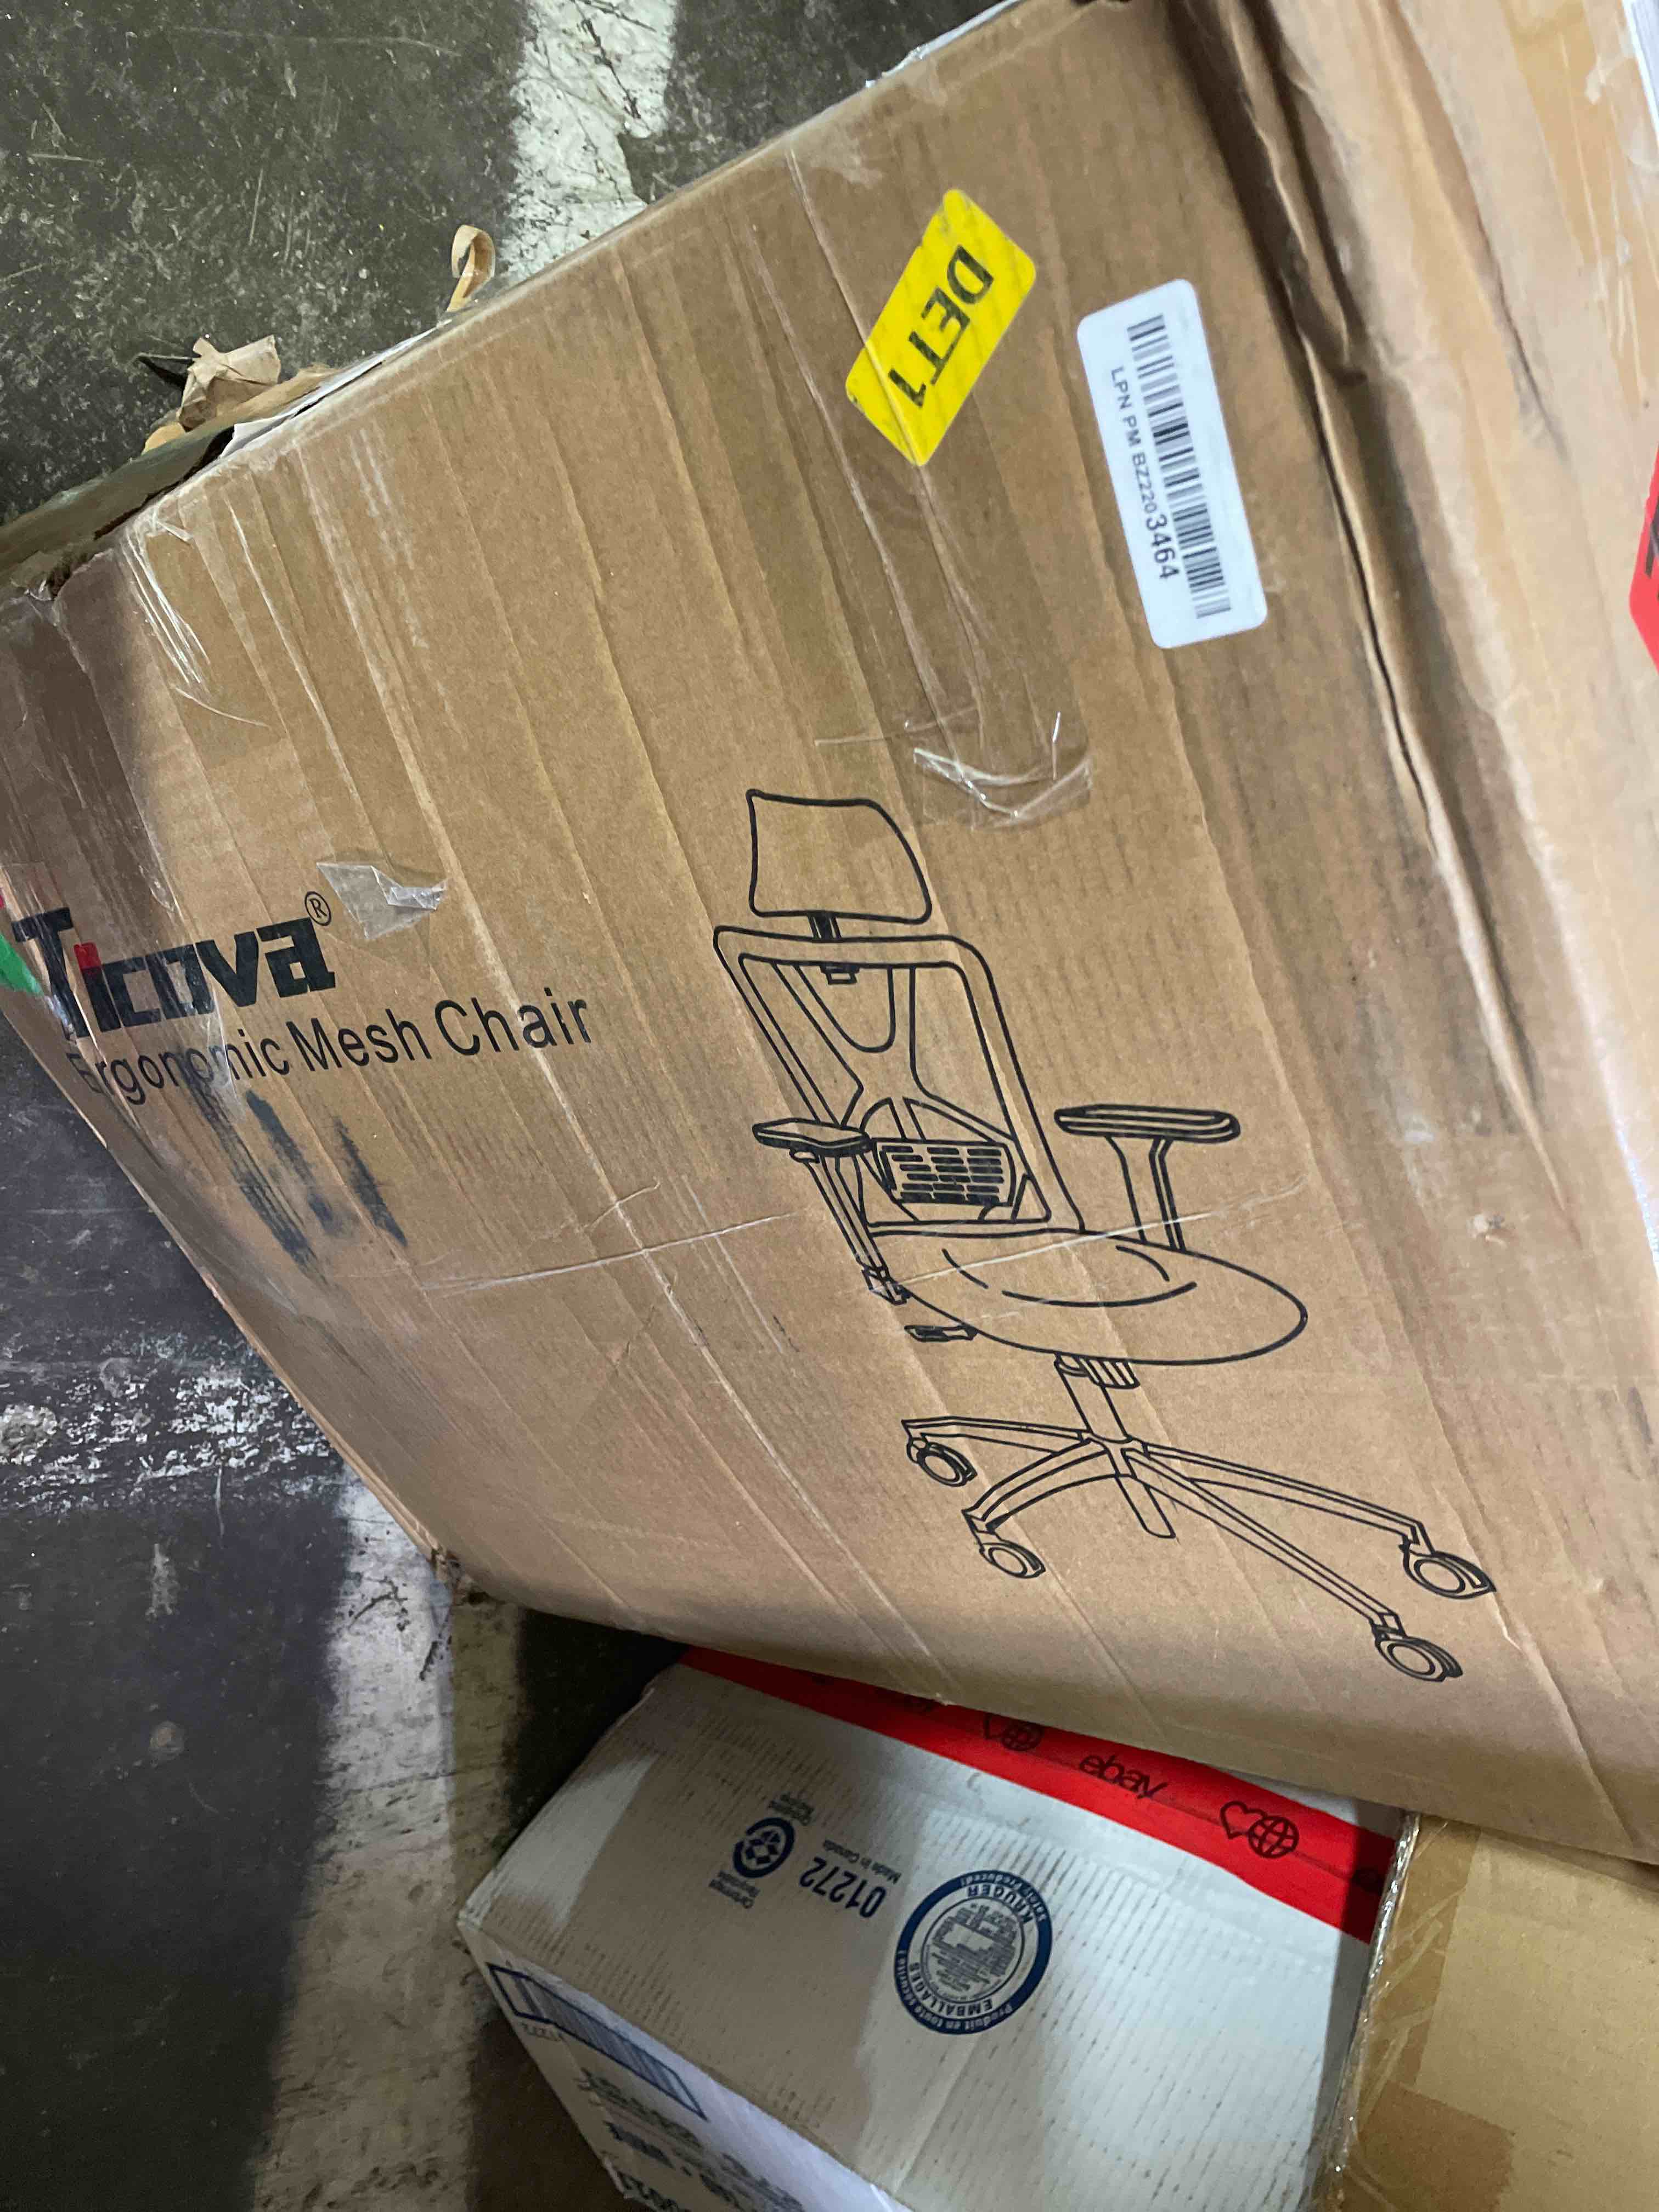 DET1
LPN PM BZ2203464
Ticova®
Ergonomic Mesh Chair
ebay
01272
Made in Canada
KRUGER
EMBALLAGES